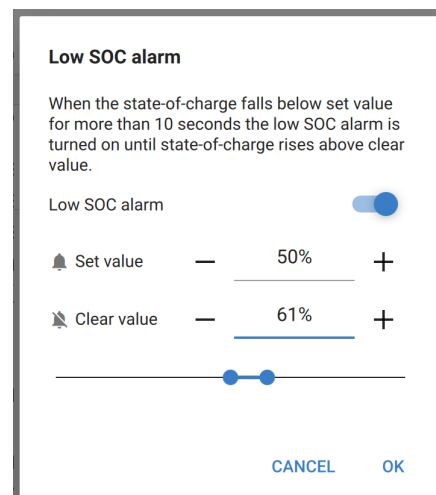 Low SOC alarm
When the state-of-charge falls below set value
for more than 10 seconds the low SOC alarm is
turned on until state-of-charge rises above clear
value.
Low SOC alarm
Set value — 50% +
Clear value — 61% +
CANCEL OK